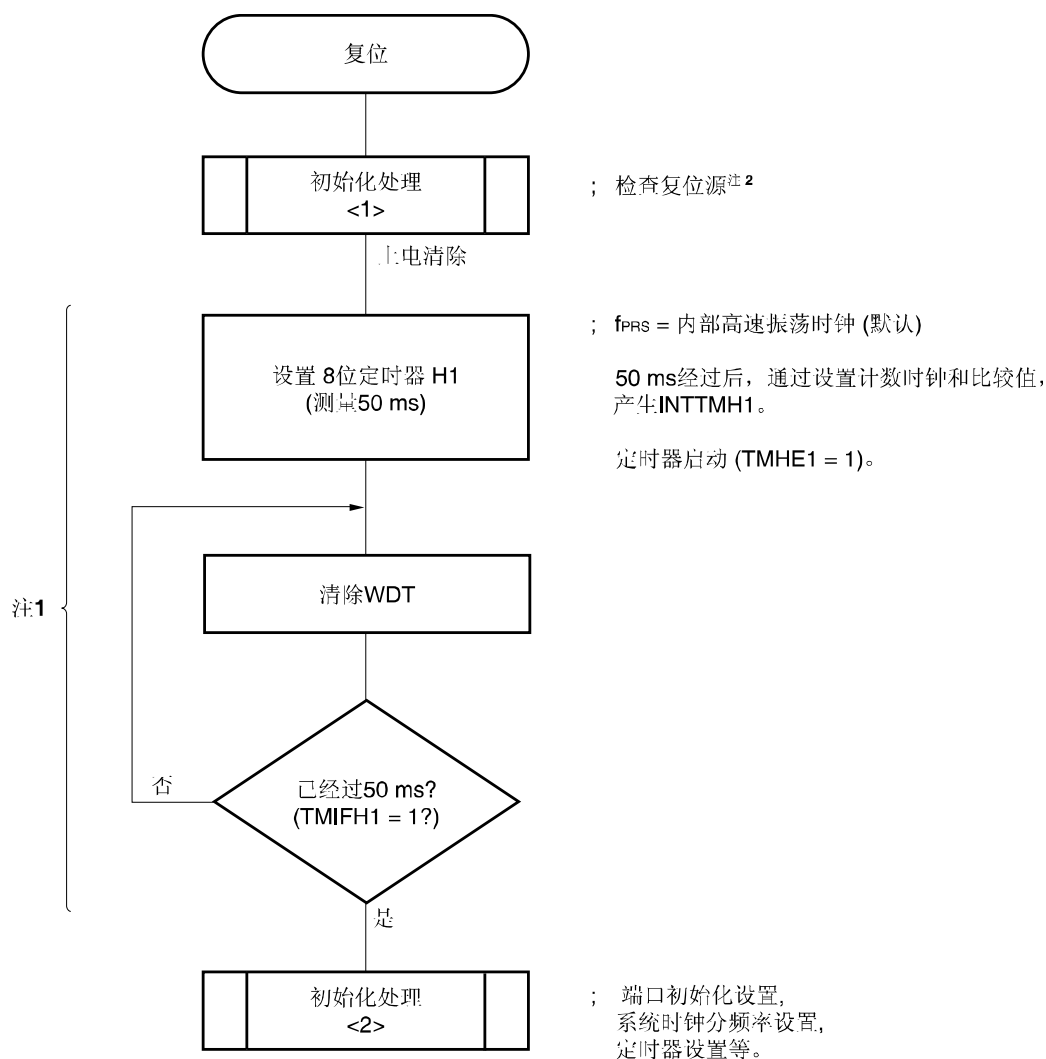 复位
初始化处理
<1>
; 检查复位源注2
上电清除
设置 8位定时器 H1
(测量50 ms)
; fPRS = 内部高速振荡时钟 (默认)
50 ms经过后，通过设置计数时钟和比较值，
产生INTTMH1。
定时器启动 (TMHE1 = 1)。
清除WDT
注1
已经过50 ms?
(TMIFH1 = 1?)
否
是
初始化处理
<2>
; 端口初始化设置,
系统时钟分频率设置,
定时器设置等。